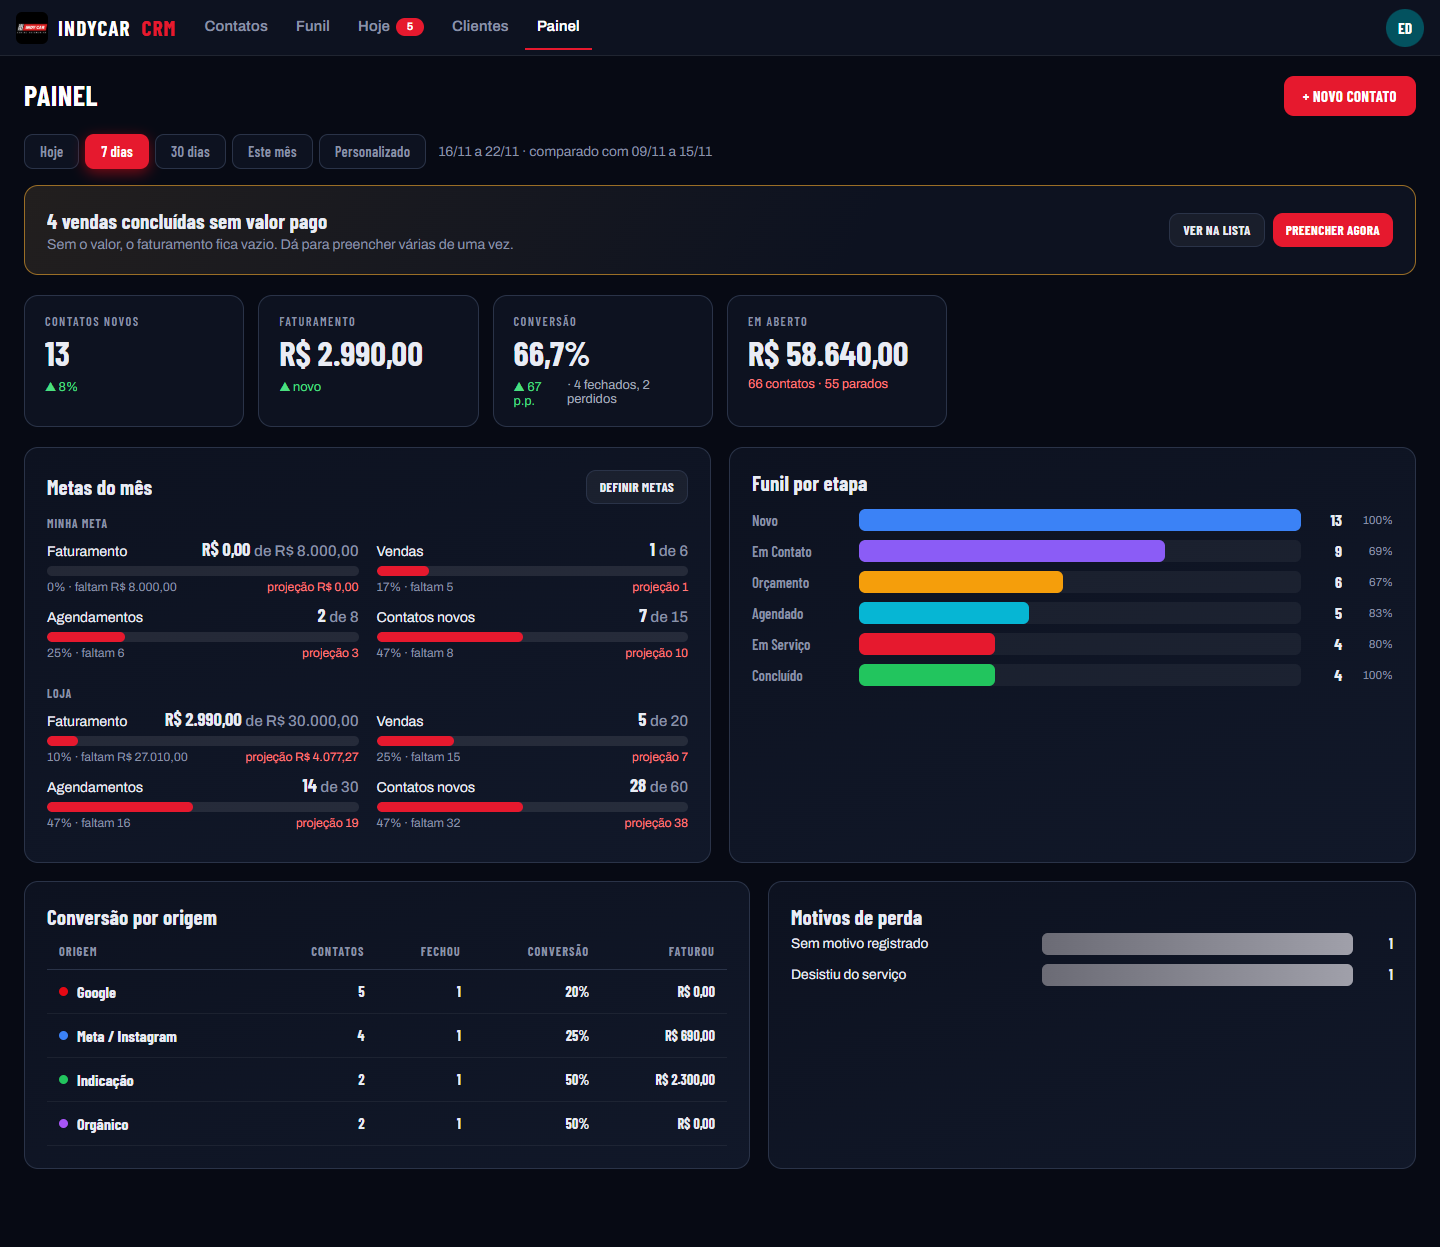 INDYCAR CRM
Contatos
Funil
Hoje 5
Clientes
Painel
ED
PAINEL
+ NOVO CONTATO
Hoje
7 dias
30 dias
Este mês
Personalizado
16/11 a 22/11 · comparado com 09/11 a 15/11
4 vendas concluídas sem valor pago
Sem o valor, o faturamento fica vazio. Dá para preencher várias de uma vez.
VER NA LISTA
PREENCHER AGORA
CONTATOS NOVOS
13
▲ 8%
FATURAMENTO
R$ 2.990,00
▲ novo
CONVERSÃO
66,7%
▲ 67 p.p.
· 4 fechados, 2 perdidos
EM ABERTO
R$ 58.640,00
66 contatos · 55 parados
Metas do mês
DEFINIR METAS
MINHA META
Faturamento R$ 0,00 de R$ 8.000,00
0% · faltam R$ 8.000,00 projeção R$ 0,00
Vendas 1 de 6
17% · faltam 5 projeção 1
Agendamentos 2 de 8
25% · faltam 6 projeção 3
Contatos novos 7 de 15
47% · faltam 8 projeção 10
LOJA
Faturamento R$ 2.990,00 de R$ 30.000,00
10% · faltam R$ 27.010,00 projeção R$ 4.077,27
Vendas 5 de 20
25% · faltam 15 projeção 7
Agendamentos 14 de 30
47% · faltam 16 projeção 19
Contatos novos 28 de 60
47% · faltam 32 projeção 38
Funil por etapa
Novo 13 100%
Em Contato 9 69%
Orçamento 6 67%
Agendado 5 83%
Em Serviço 4 80%
Concluído 4 100%
Conversão por origem
ORIGEM CONTATOS FECHOU CONVERSÃO FATUROU
Google 5 1 20% R$ 0,00
Meta / Instagram 4 1 25% R$ 690,00
Indicação 2 1 50% R$ 2.300,00
Orgânico 2 1 50% R$ 0,00
Motivos de perda
Sem motivo registrado 1
Desistiu do serviço 1